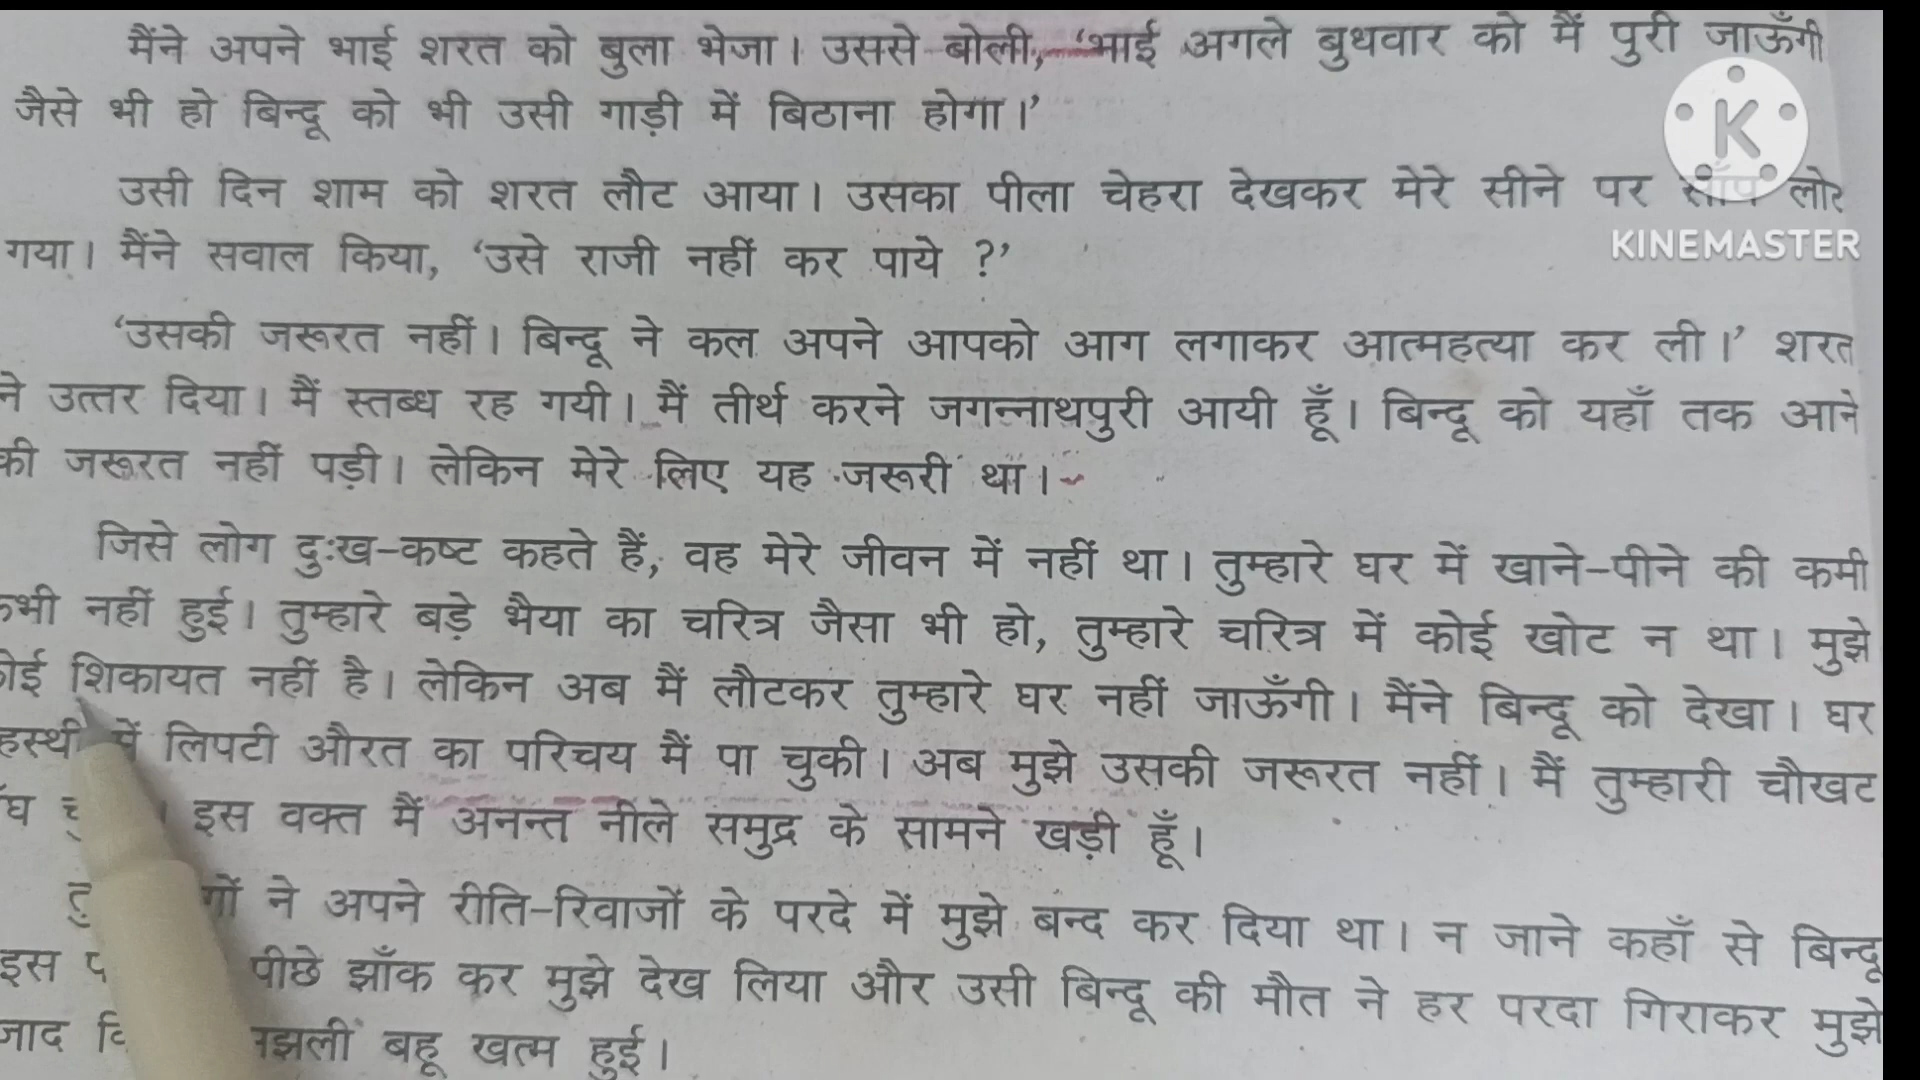 मैंने अपने भाई शरत को बुला भेजा। उससे बोली, ‘भाई अगले बुधवार को मैं पुरी जाऊँगी
जैसे भी हो बिन्दू को भी उसी गाड़ी में बिठाना होगा।’
उसी दिन शाम को शरत लौट आया। उसका पीला चेहरा देखकर मेरे सीने पर
गया। मैंने सवाल किया, ‘उसे राजी नहीं कर पाये ?’
KINEMASTER
‘उसकी जरूरत नहीं। बिन्दू ने कल अपने आपको आग लगाकर आत्महत्या कर ली।’ शरत
ने उत्तर दिया। मैं स्तब्ध रह गयी। मैं तीर्थ करने जगन्नाथपुरी आयी हूँ। बिन्दू को यहाँ तक आने
की जरूरत नहीं पड़ी। लेकिन मेरे लिए यह जरूरी था।
जिसे लोग दुःख-कष्ट कहते हैं, वह मेरे जीवन में नहीं था। तुम्हारे घर में खाने-पीने की कमी
नहीं हुई। तुम्हारे बड़े भैया का चरित्र जैसा भी हो, तुम्हारे चरित्र में कोई खोट न था। मुझे
शिकायत नहीं है। लेकिन अब मैं लौटकर तुम्हारे घर नहीं जाऊँगी। मैंने बिन्दू को देखा। घर
में लिपटी औरत का परिचय मैं पा चुकी। अब मुझे उसकी जरूरत नहीं। मैं तुम्हारी चौखट
इस वक्त मैं अनन्त नीले समुद्र के सामने खड़ी हूँ।
ने अपने रीति-रिवाजों के परदे में मुझे बन्द कर दिया था। न जाने कहाँ से बिन्दू
इस पीछे झाँक कर मुझे देख लिया और उसी बिन्दू की मौत ने हर परदा गिराकर मुझे
बहू खत्म हुई।